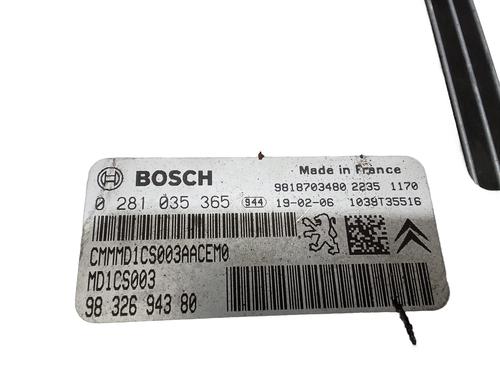 BOSCH
Made in France
9818703480 2235 1170
0 281 035 365 944 19-02-06 1039T35516
CMMMD1CS003AACEM0
MD1CS003
98 326 943 80